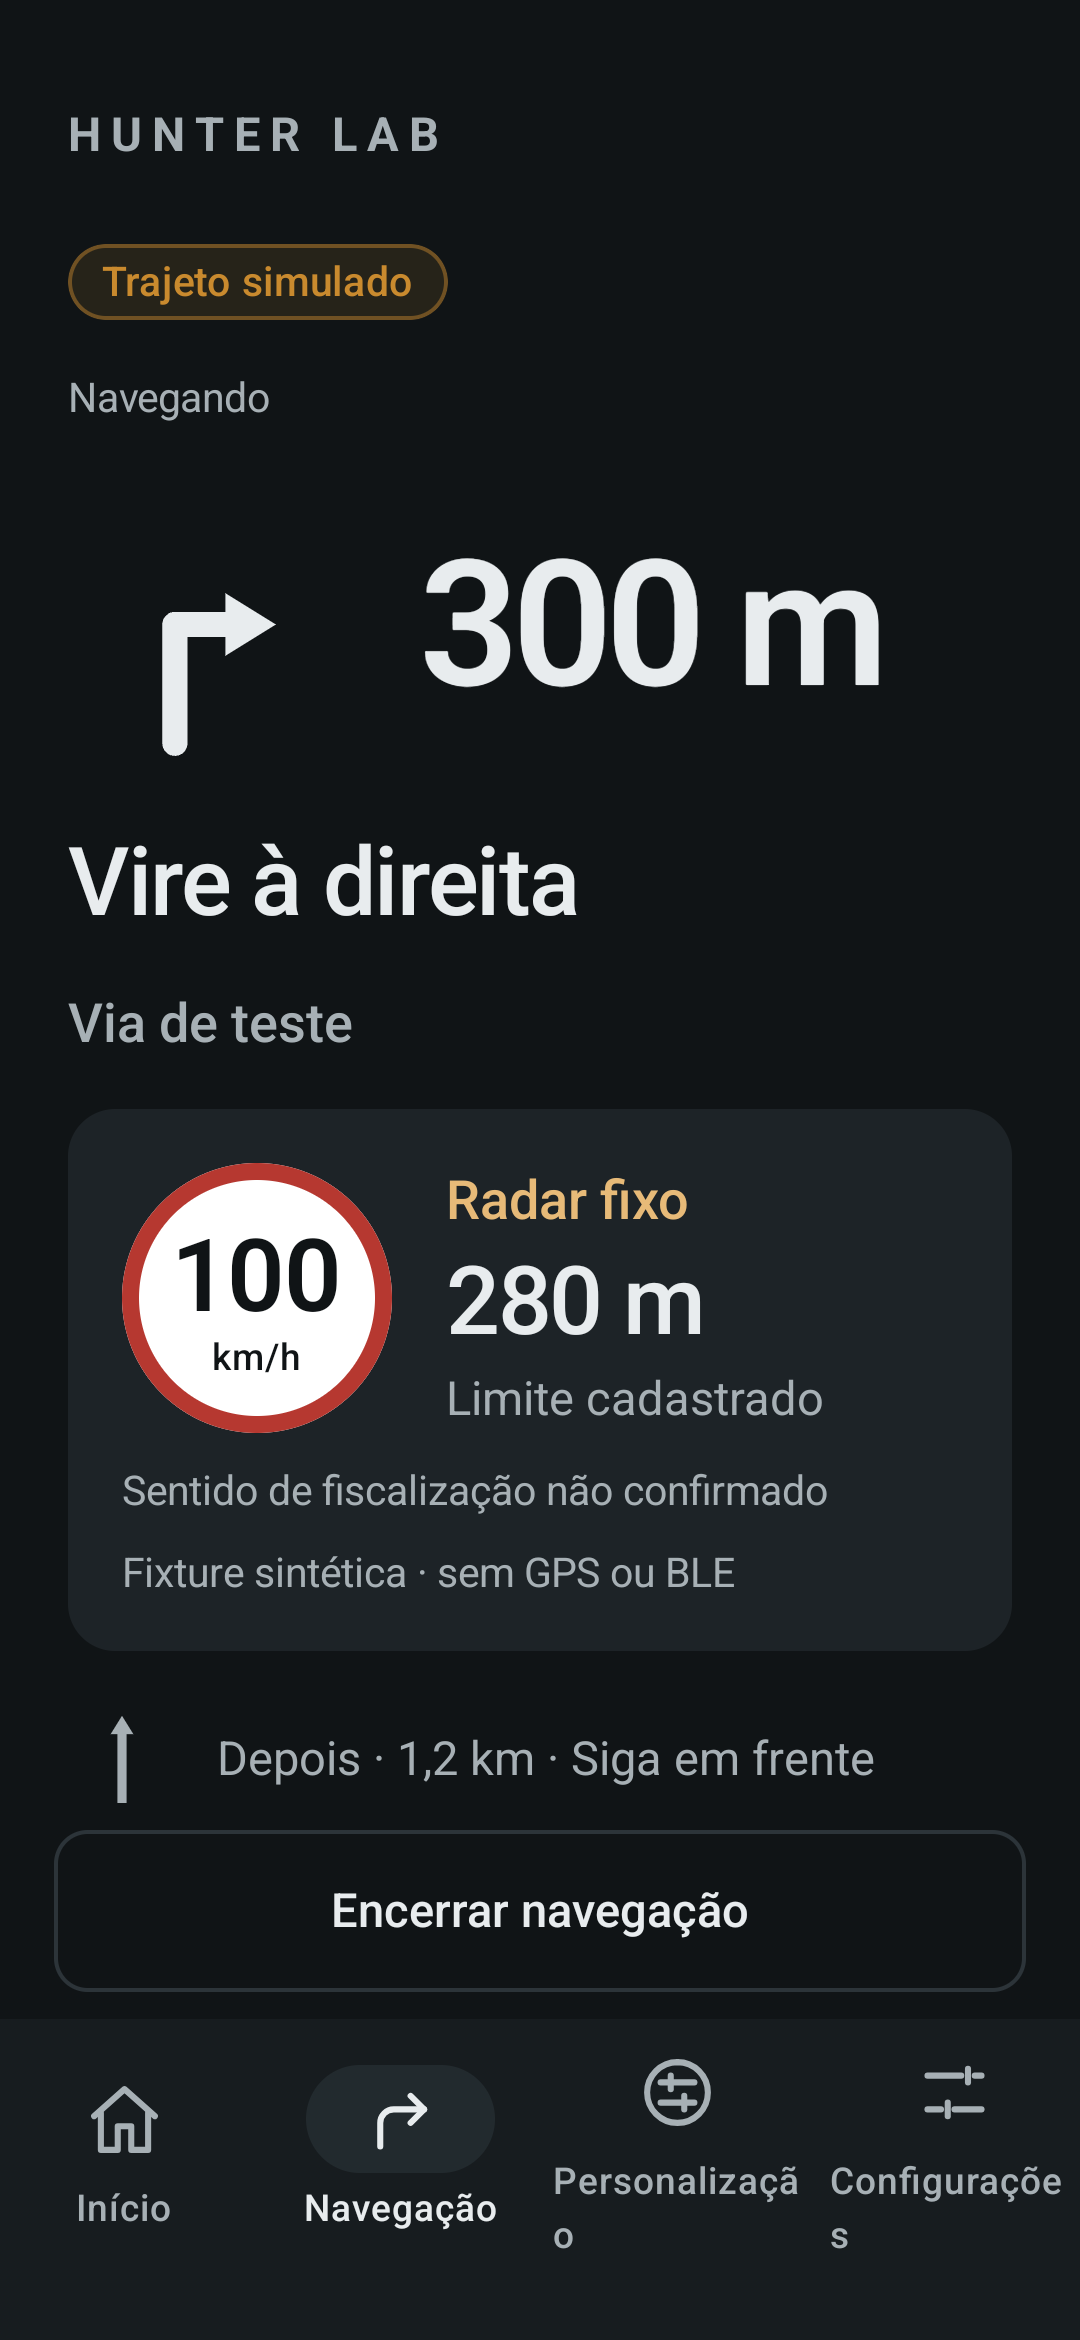 HUNTER LAB
Trajeto simulado
Navegando
300 m
Vire à direita
Via de teste
100
km/h
Radar fixo
280 m
Limite cadastrado
Sentido de fiscalização não confirmado
Fixture sintética · sem GPS ou BLE
Depois · 1,2 km · Siga em frente
Encerrar navegação
Início
Navegação
Personalizaçã
o
Configuraçõe
s